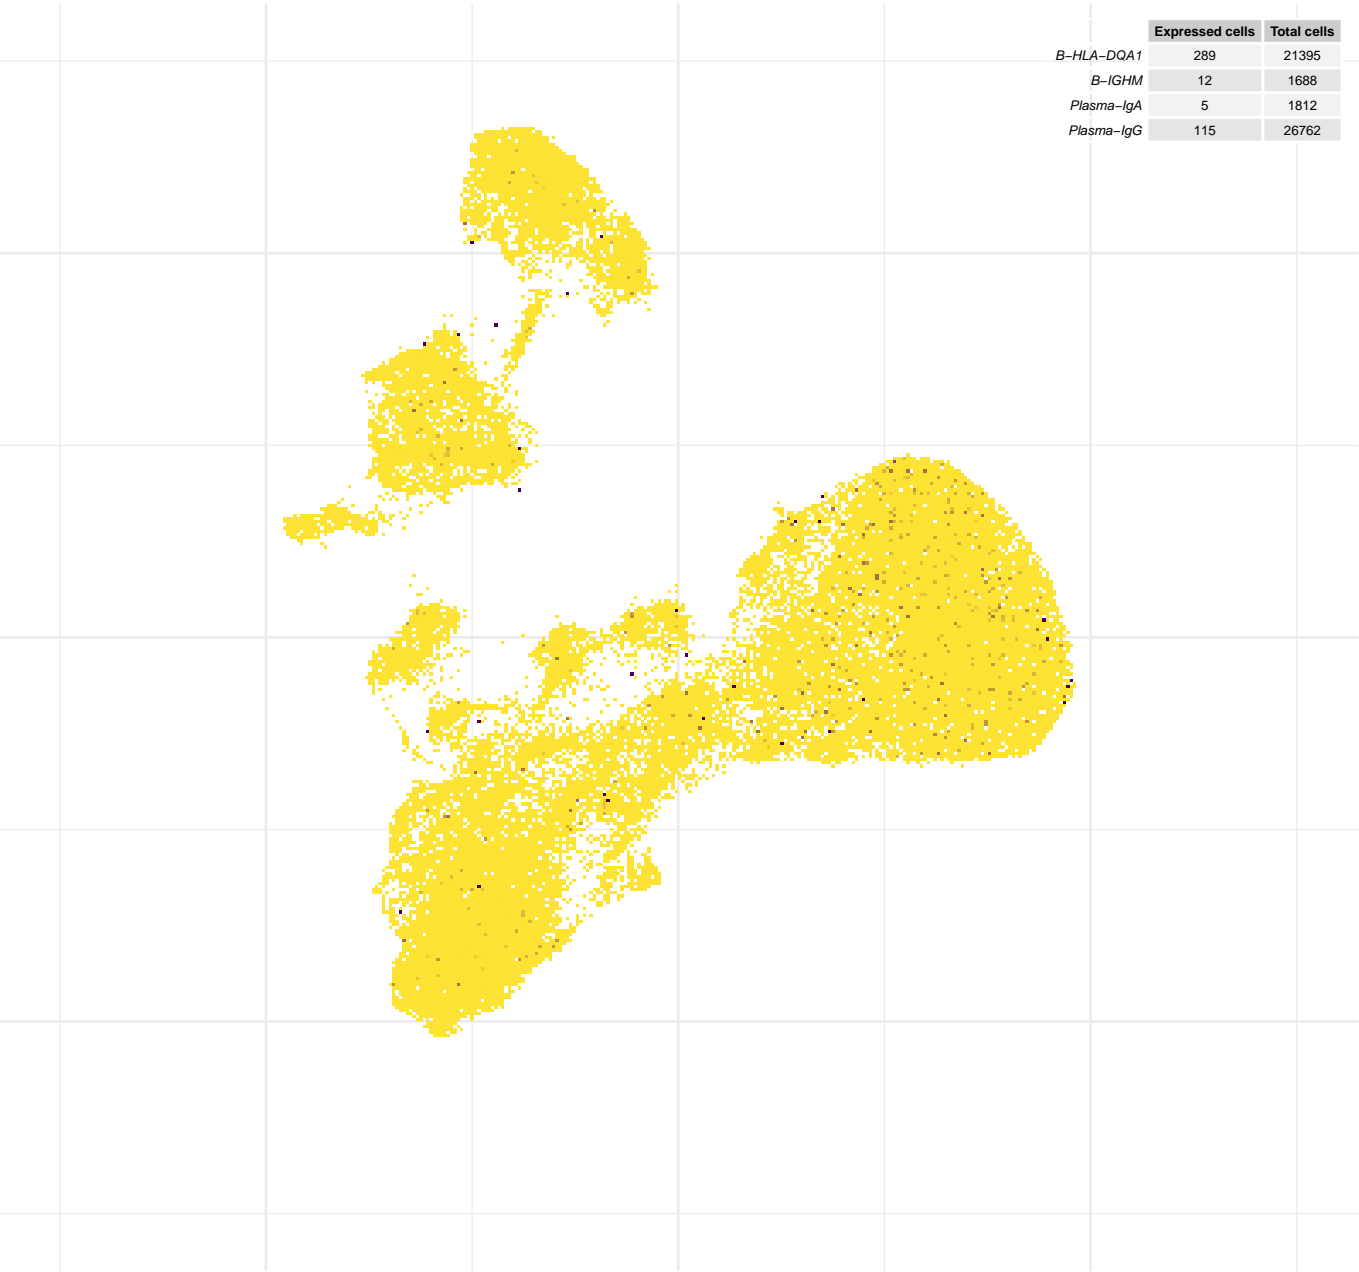 Expressed cells Total cells
B−HLA−DQA1 289 21395
B−IGHM 12 1688
Plasma−IgA 5 1812
Plasma−IgG 115 26762